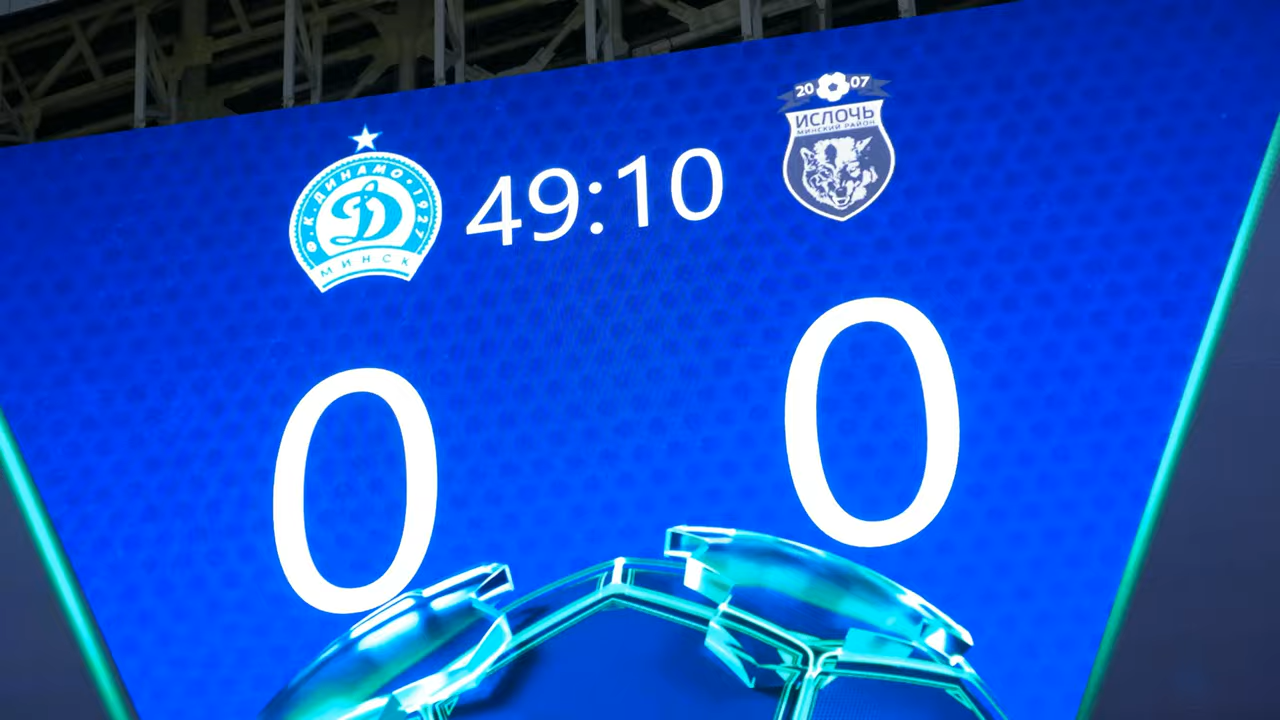 Ф.К. ДИНАМО • 1927
Д
МИНСК
49:10
20 07
ИСЛОЧЬ
МИНСКИЙ РАЙОН
0 0